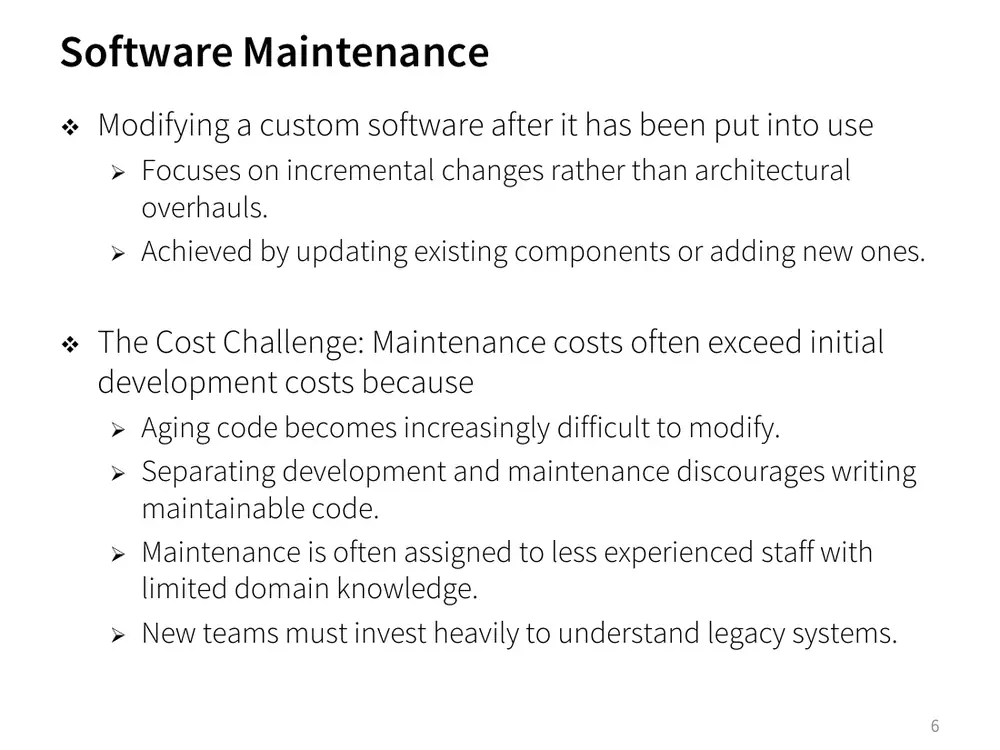 Software Maintenance
❖ Modifying a custom software after it has been put into use
➢ Focuses on incremental changes rather than architectural
overhauls.
➢ Achieved by updating existing components or adding new ones.
❖ The Cost Challenge: Maintenance costs often exceed initial
development costs because
➢ Aging code becomes increasingly difficult to modify.
➢ Separating development and maintenance discourages writing
maintainable code.
➢ Maintenance is often assigned to less experienced staff with
limited domain knowledge.
➢ New teams must invest heavily to understand legacy systems.
6